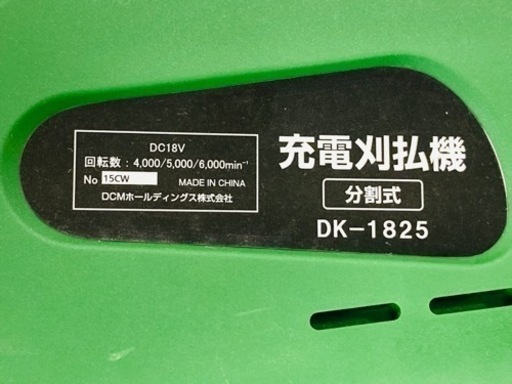 DC18V
回転数：4,000/5,000/6,000min⁻¹
No 15CW MADE IN CHINA
DCMホールディングス株式会社
充電刈払機
分割式
DK-1825